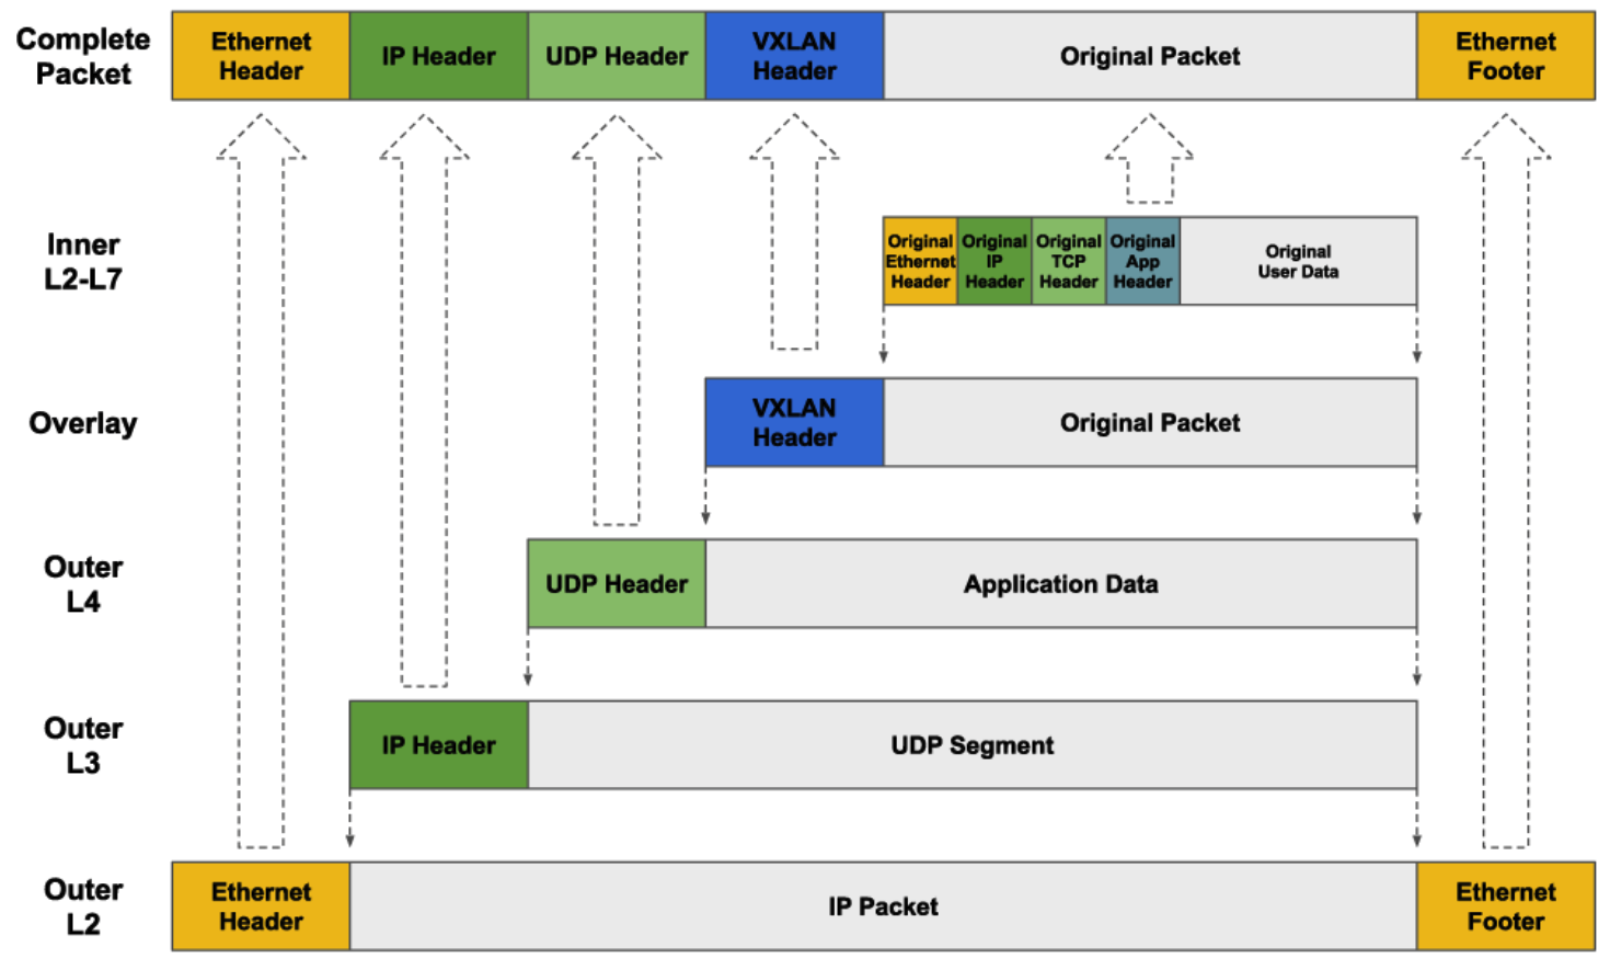 Complete
Packet
Ethernet
Header
IP Header
UDP Header
VXLAN
Header
Original Packet
Ethernet
Footer
Inner
L2-L7
Original
Ethernet
Header
Original
IP
Header
Original
TCP
Header
Original
App
Header
Original
User Data
Overlay
VXLAN
Header
Original Packet
Outer
L4
UDP Header
Application Data
Outer
L3
IP Header
UDP Segment
Outer
L2
Ethernet
Header
IP Packet
Ethernet
Footer